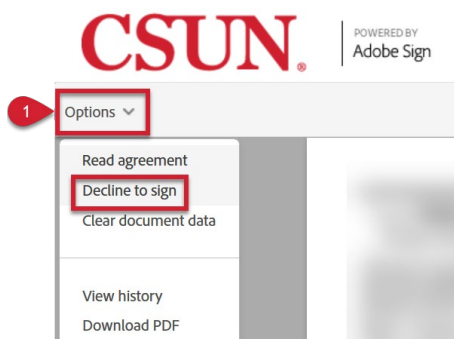 CSUN®
POWERED BY
Adobe Sign
1
Options
Read agreement
Decline to sign
Clear document data
View history
Download PDF